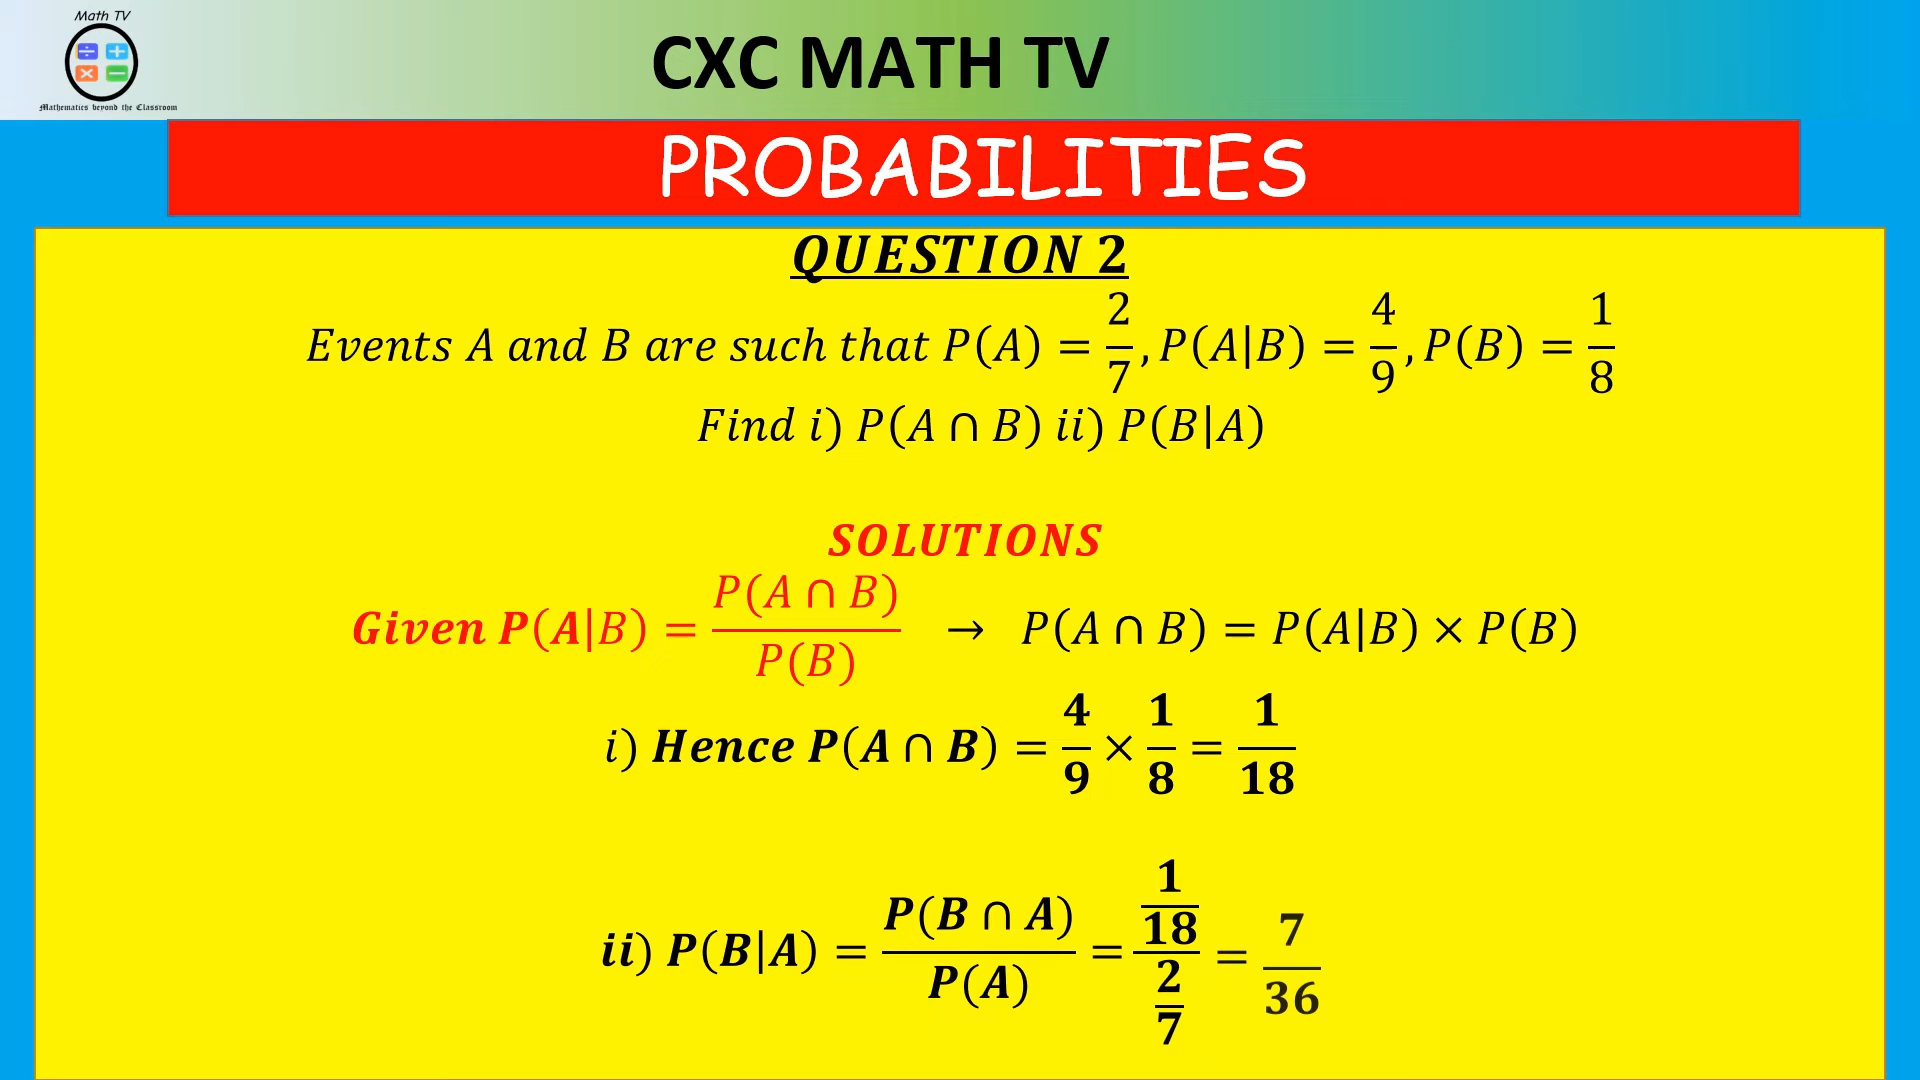 Math TV
Mathematics beyond the Classroom
CXC MATH TV
PROBABILITIES
QUESTION 2
Events A and B are such that P(A) = 2/7, P(A|B) = 4/9, P(B) = 1/8
Find i) P(A ∩ B) ii) P(B|A)
SOLUTIONS
Given P(A|B) = P(A ∩ B)/P(B) → P(A ∩ B) = P(A|B) × P(B)
i) Hence P(A ∩ B) = 4/9 × 1/8 = 1/18
ii) P(B|A) = P(B ∩ A)/P(A) = (1/18)/(2/7) = 7/36